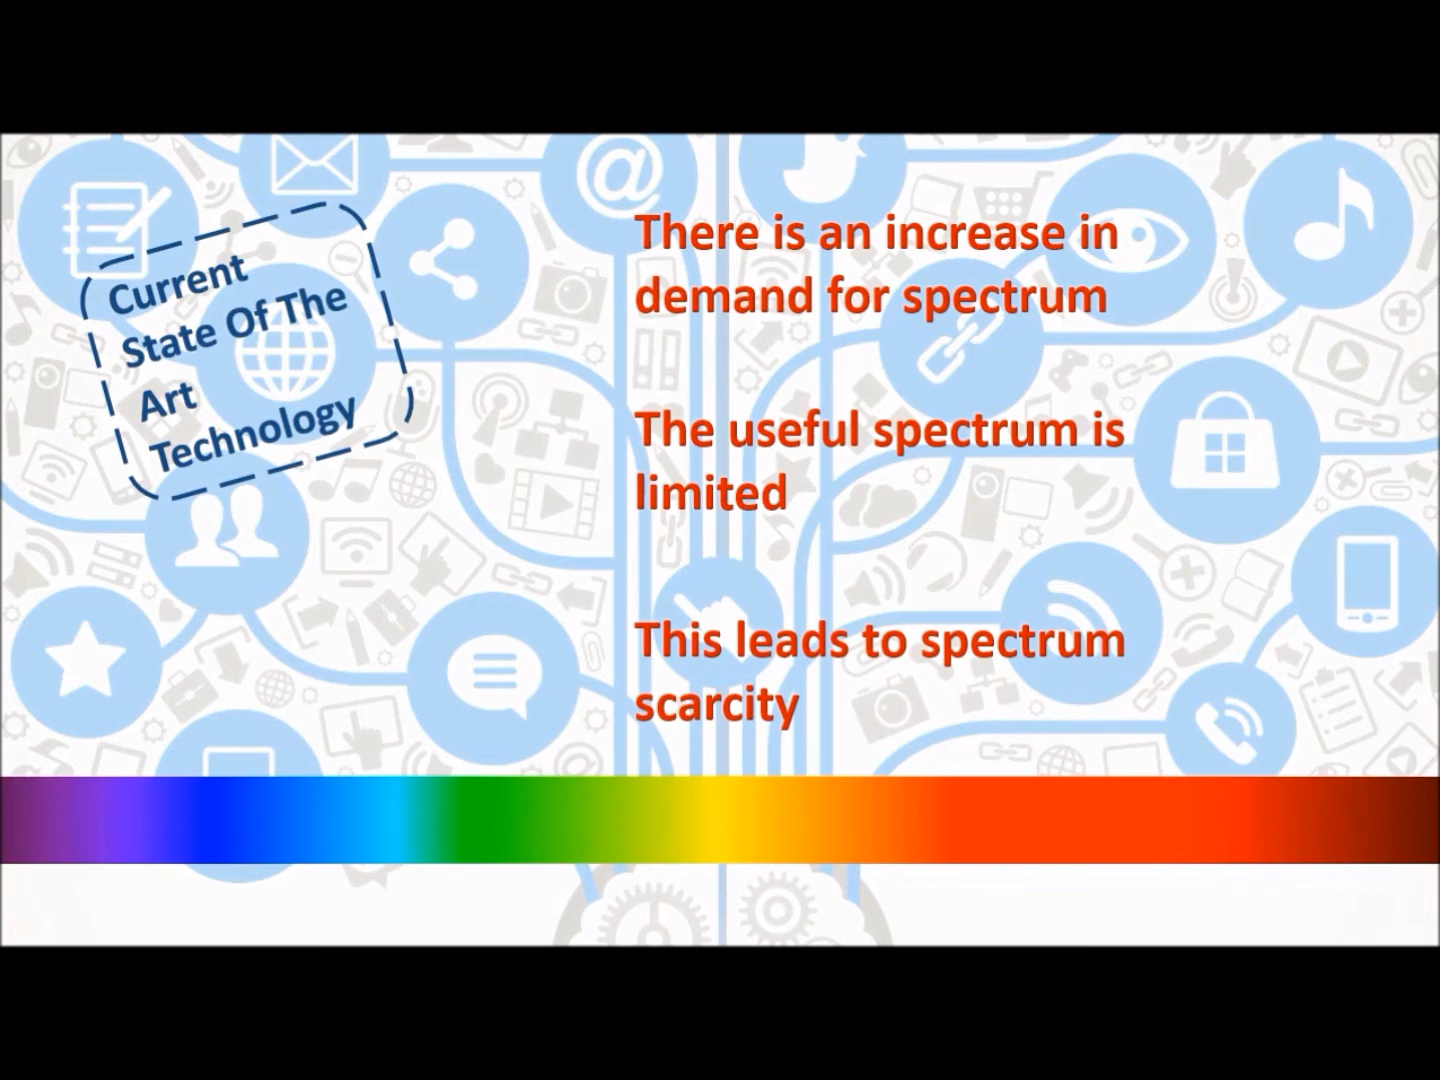 Current
State Of The
Art
Technology
There is an increase in
demand for spectrum
The useful spectrum is
limited
This leads to spectrum
scarcity